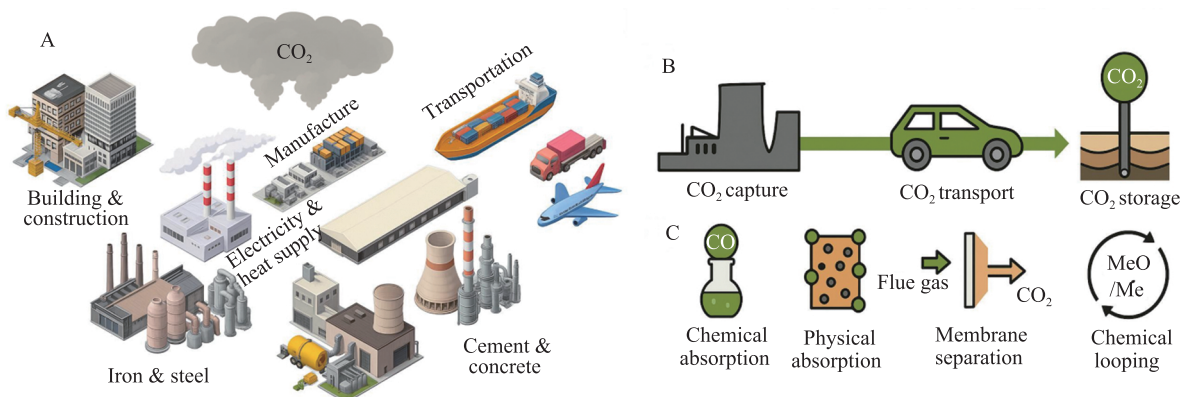 A
CO₂
Building &
construction
Manufacture
Transportation
Electricity &
heat supply
Iron & steel
Cement &
concrete
B
CO₂
CO₂ capture
CO₂ transport
CO₂ storage
C
CO
Chemical
absorption
Physical
absorption
Flue gas
CO₂
Membrane
separation
MeO
/Me
Chemical
looping